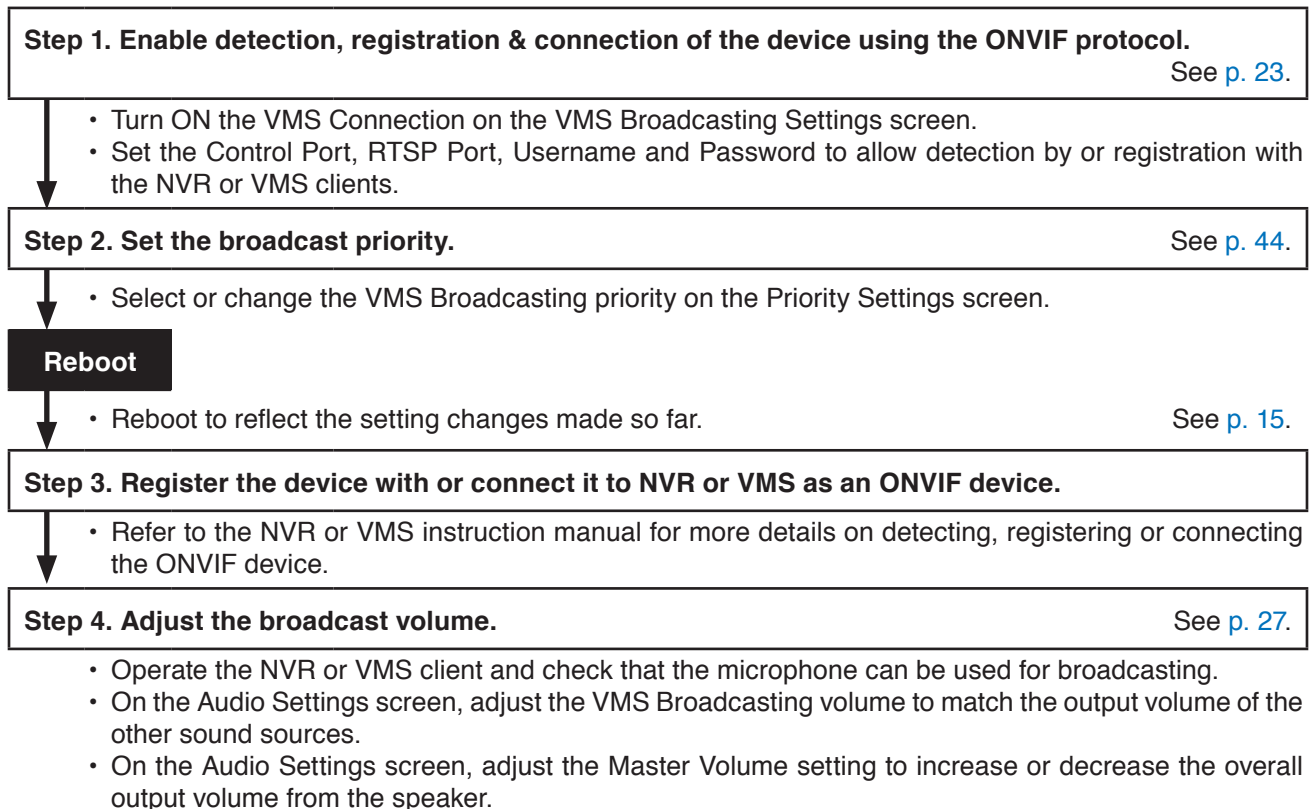 Step 1. Enable detection, registration & connection of the device using the ONVIF protocol.
See p. 23.
• Turn ON the VMS Connection on the VMS Broadcasting Settings screen.
• Set the Control Port, RTSP Port, Username and Password to allow detection by or registration with
the NVR or VMS clients.
Step 2. Set the broadcast priority. See p. 44.
• Select or change the VMS Broadcasting priority on the Priority Settings screen.
Reboot
• Reboot to reflect the setting changes made so far. See p. 15.
Step 3. Register the device with or connect it to NVR or VMS as an ONVIF device.
• Refer to the NVR or VMS instruction manual for more details on detecting, registering or connecting
the ONVIF device.
Step 4. Adjust the broadcast volume. See p. 27.
• Operate the NVR or VMS client and check that the microphone can be used for broadcasting.
• On the Audio Settings screen, adjust the VMS Broadcasting volume to match the output volume of the
other sound sources.
• On the Audio Settings screen, adjust the Master Volume setting to increase or decrease the overall
output volume from the speaker.